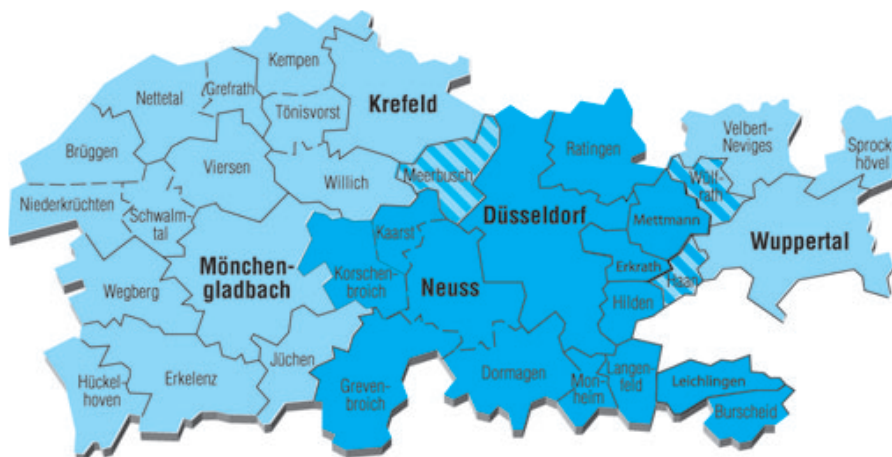 Kempen
Grefrath
Nettetal
Tönisvorst
Krefeld
Velbert-
Neviges
Sprock
hövel
Brüggen
Viersen
Willich
Meerbusch
Ratingen
Wülf-
rath
Niederkrüchten
Schwalm-
tal
Düsseldorf
Mettmann
Kaarst
Wuppertal
Mönchen-
gladbach
Korschen-
broich
Neuss
Erkrath
Haan
Wegberg
Hilden
Jüchen
Hückel-
hoven
Erkelenz
Greven-
broich
Dormagen
Mon-
heim
Langen-
feld
Leichlingen
Burscheid